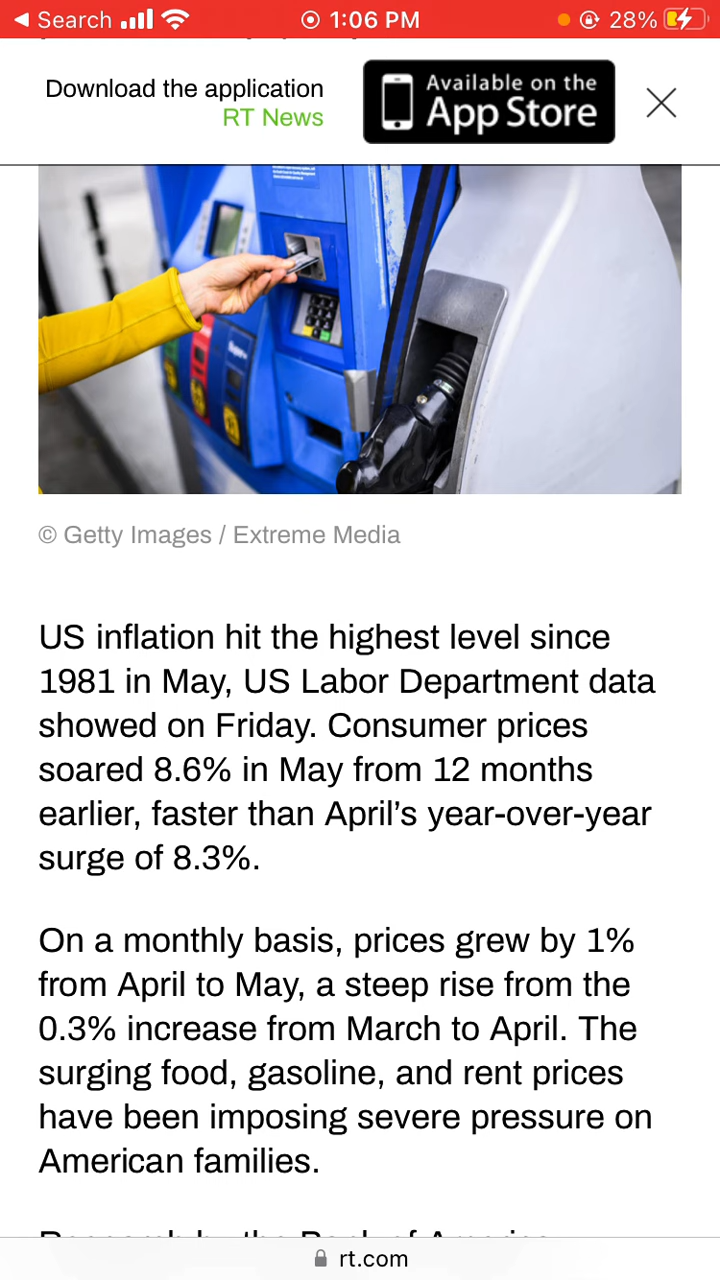 Search 1:06 PM 28%
Download the application
RT News
Available on the
App Store
© Getty Images / Extreme Media
US inflation hit the highest level since
1981 in May, US Labor Department data
showed on Friday. Consumer prices
soared 8.6% in May from 12 months
earlier, faster than April’s year-over-year
surge of 8.3%.
On a monthly basis, prices grew by 1%
from April to May, a steep rise from the
0.3% increase from March to April. The
surging food, gasoline, and rent prices
have been imposing severe pressure on
American families.
rt.com